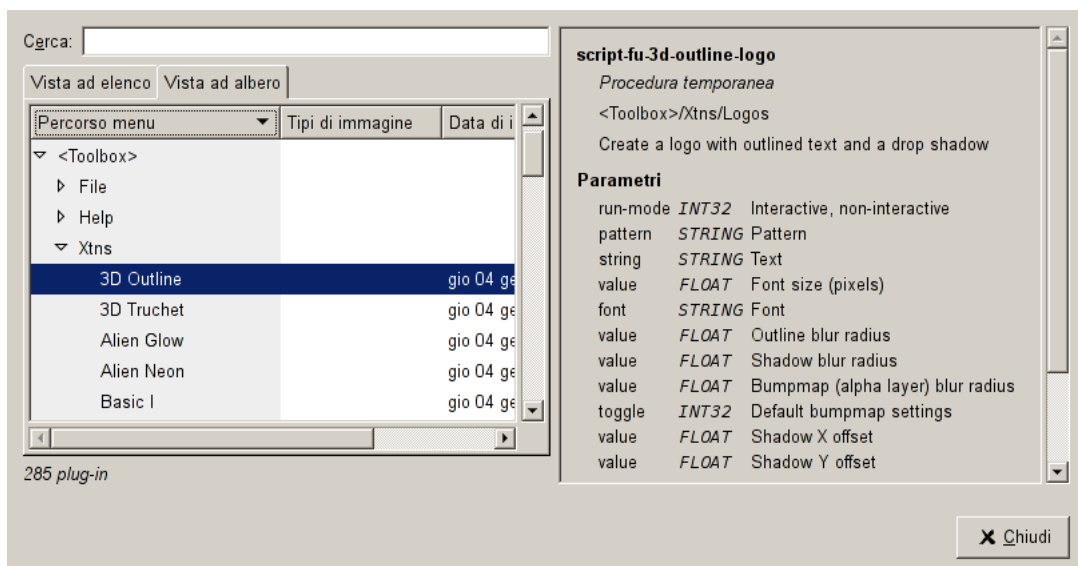 Cerca:
Vista ad elenco Vista ad albero
Percorso menu Tipi di immagine Data di i
<Toolbox>
File
Help
Xtns
3D Outline gio 04 ge
3D Truchet gio 04 ge
Alien Glow gio 04 ge
Alien Neon gio 04 ge
Basic I gio 04 ge
285 plug-in
script-fu-3d-outline-logo
Procedura temporanea
<Toolbox>/Xtns/Logos
Create a logo with outlined text and a drop shadow
Parametri
run-mode INT32 Interactive, non-interactive
pattern STRING Pattern
string STRING Text
value FLOAT Font size (pixels)
font STRING Font
value FLOAT Outline blur radius
value FLOAT Shadow blur radius
value FLOAT Bumpmap (alpha layer) blur radius
toggle INT32 Default bumpmap settings
value FLOAT Shadow X offset
value FLOAT Shadow Y offset
Chiudi